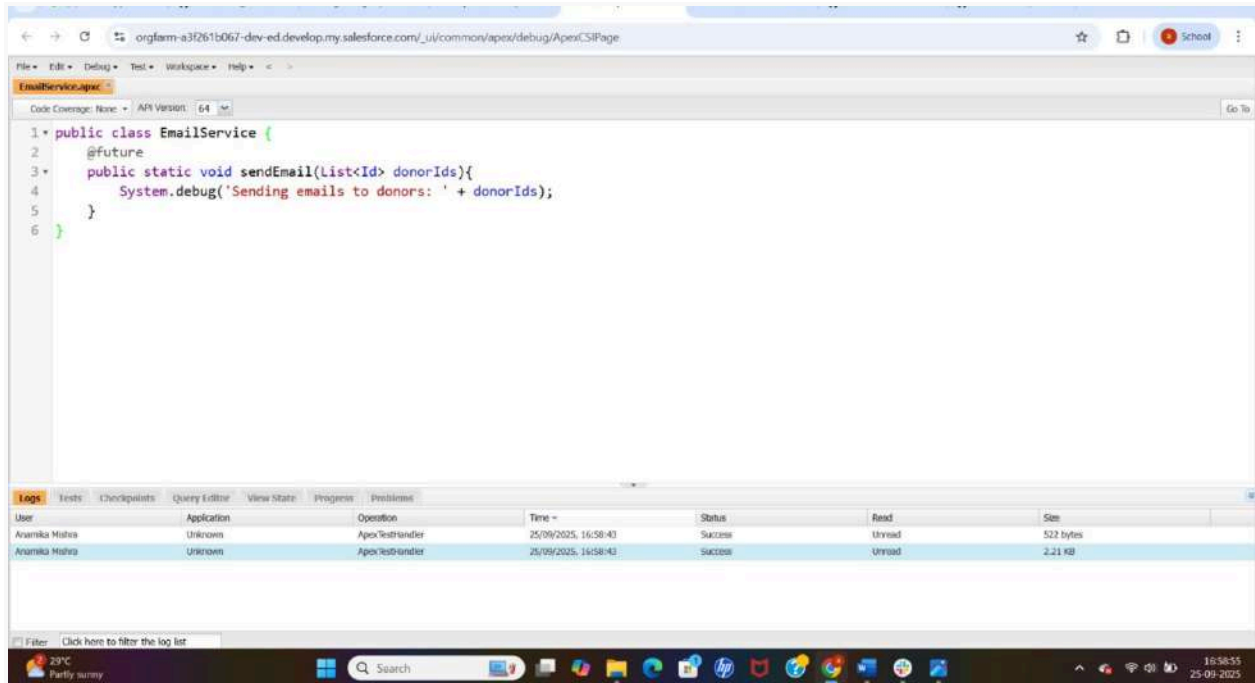 orgfarm-a3f261b067-dev-ed.develop.my.salesforce.com/_ui/common/apex/debug/ApexCSIPage
School
File Edit Debug Test Workspace Help < >
EmailService.apxc
Code Coverage: None API Version: 64 Go To
1 public class EmailService {
2 @future
3 public static void sendEmail(List<Id> donorIds){
4 System.debug('Sending emails to donors: ' + donorIds);
5 }
6 }
Logs Tests Checkpoints Query Editor View State Progress Problems
User Application Operation Time Status Read Size
Anamika Mishra Unknown ApexTestHandler 25/09/2025, 16:58:43 Success Unread 522 bytes
Anamika Mishra Unknown ApexTestHandler 25/09/2025, 16:58:43 Success Unread 2.21 KB
Filter Click here to filter the log list
29°C
Partly sunny
Search
16:58:55
25-09-2025